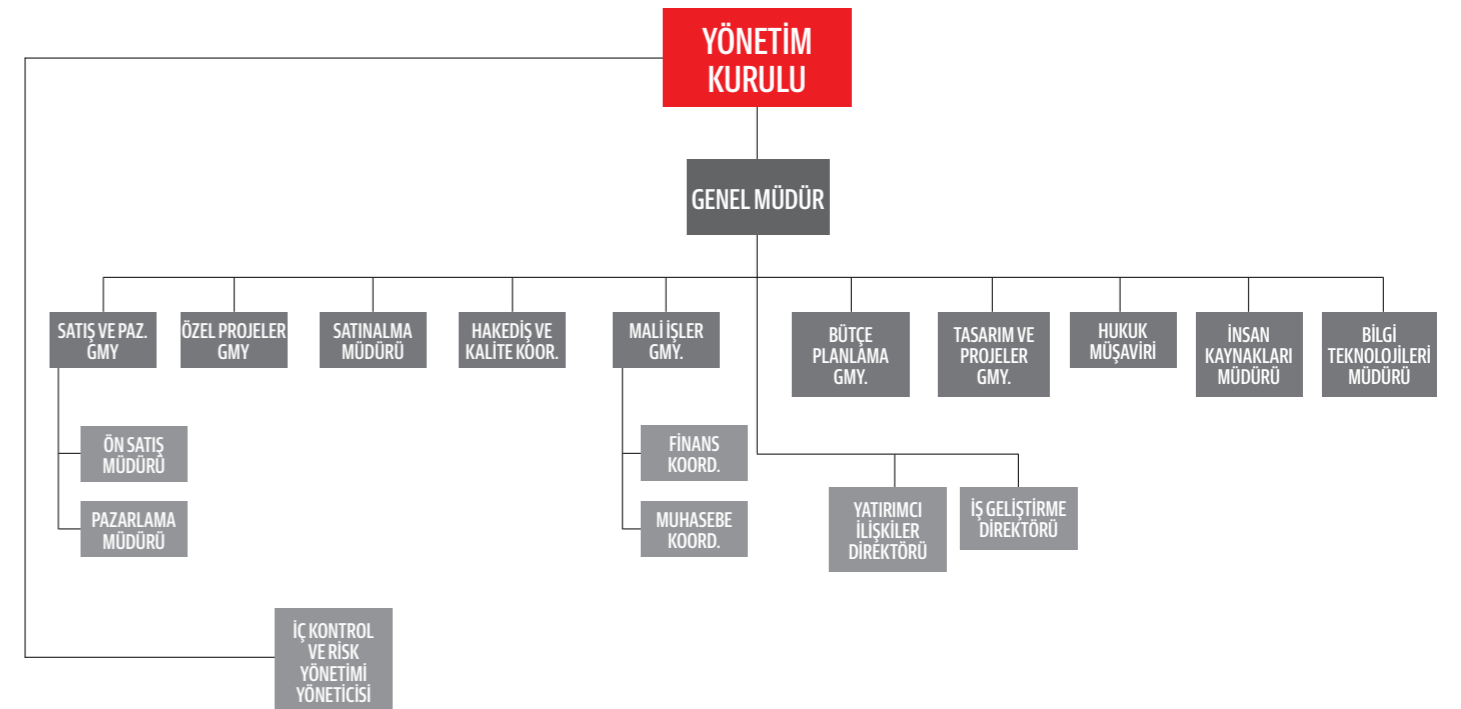 YÖNETİM
KURULU
GENEL MÜDÜR
SATIŞ VE PAZ.
GMY
ÖZEL PROJELER
GMY
SATINALMA
MÜDÜRÜ
HAKEDİŞ VE
KALİTE KOOR.
MALİ İŞLER
GMY.
BÜTÇE
PLANLAMA
GMY.
TASARIM VE
PROJELER
GMY.
HUKUK
MÜŞAVİRİ
İNSAN
KAYNAKLARI
MÜDÜRÜ
BİLGİ
TEKNOLOJİLERİ
MÜDÜRÜ
ÖN SATIŞ
MÜDÜRÜ
PAZARLAMA
MÜDÜRÜ
FİNANS
KOORD.
MUHASEBE
KOORD.
YATIRIMCI
İLİŞKİLER
DİREKTÖRÜ
İŞ GELİŞTİRME
DİREKTÖRÜ
İÇ KONTROL
VE RİSK
YÖNETİMİ
YÖNETİCİSİ